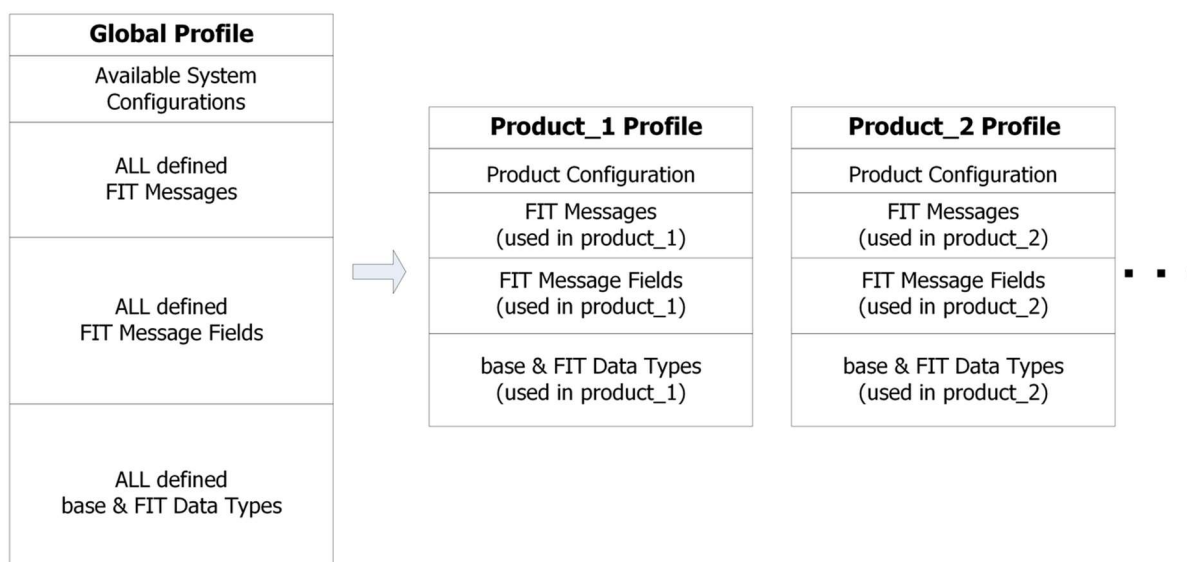 Global Profile
Available System
Configurations
ALL defined
FIT Messages
ALL defined
FIT Message Fields
ALL defined
base & FIT Data Types
Product_1 Profile
Product Configuration
FIT Messages
(used in product_1)
FIT Message Fields
(used in product_1)
base & FIT Data Types
(used in product_1)
Product_2 Profile
Product Configuration
FIT Messages
(used in product_2)
FIT Message Fields
(used in product_2)
base & FIT Data Types
(used in product_2)